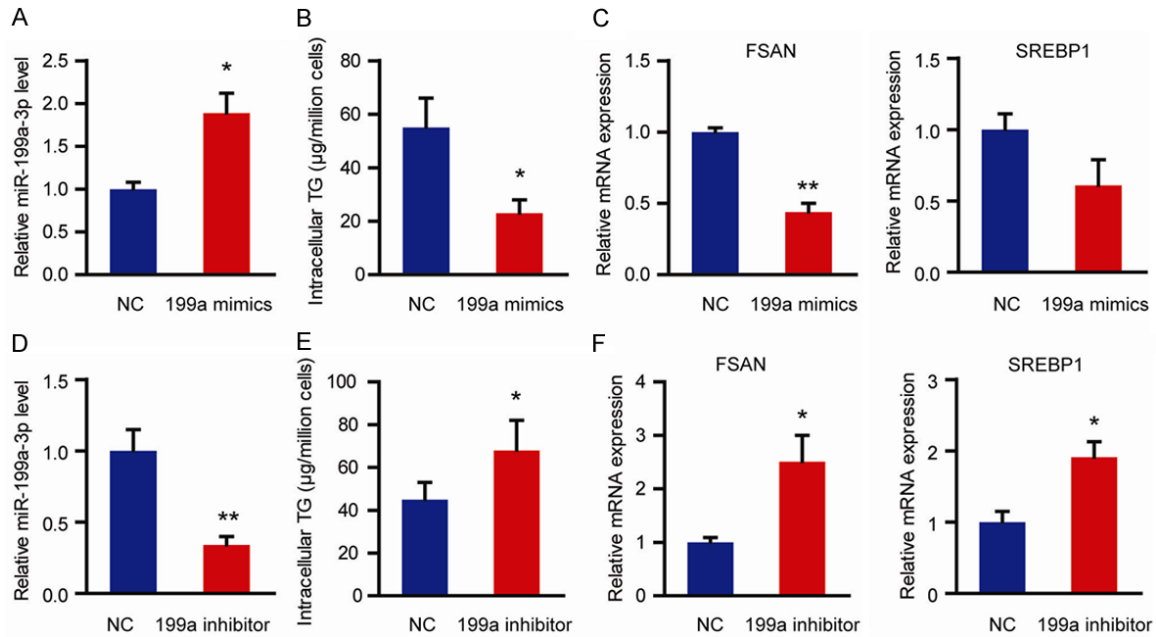 A
Relative miR-199a-3p level
2.5
2.0
1.5
1.0
0.5
0.0
*
NC 199a mimics
B
Intracellular TG (µg/million cells)
80
60
40
20
0
*
NC 199a mimics
C
FSAN
Relative mRNA expression
1.5
1.0
0.5
0.0
**
NC 199a mimics
SREBP1
Relative mRNA expression
1.5
1.0
0.5
0.0
NC 199a mimics
D
Relative miR-199a-3p level
1.5
1.0
0.5
0.0
**
NC 199a inhibitor
E
Intracellular TG (µg/million cells)
100
80
60
40
20
0
*
NC 199a inhibitor
F
FSAN
Relative mRNA expression
4
3
2
1
0
*
NC 199a inhibitor
SREBP1
Relative mRNA expression
3
2
1
0
*
NC 199a inhibitor